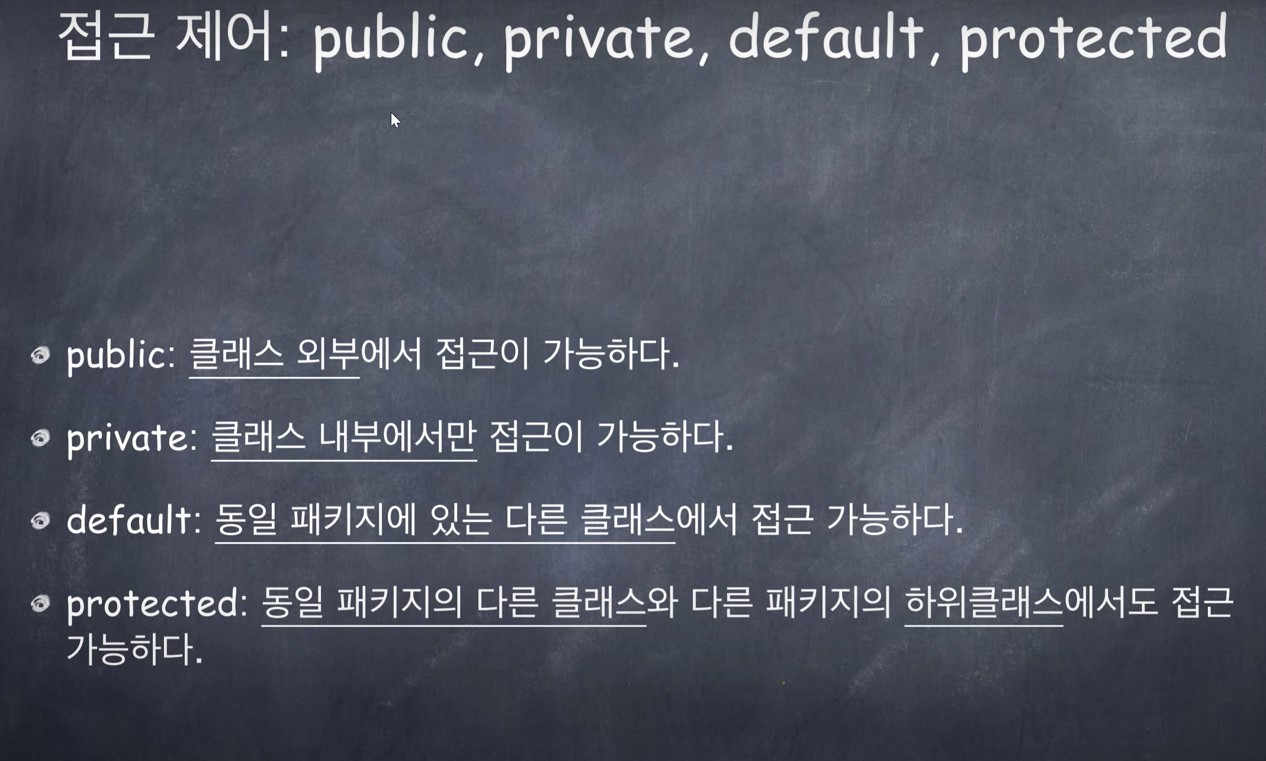 접근 제어: public, private, default, protected
public: 클래스 외부에서 접근이 가능하다.
private: 클래스 내부에서만 접근이 가능하다.
default: 동일 패키지에 있는 다른 클래스에서 접근 가능하다.
protected: 동일 패키지의 다른 클래스와 다른 패키지의 하위클래스에서도 접근
가능하다.